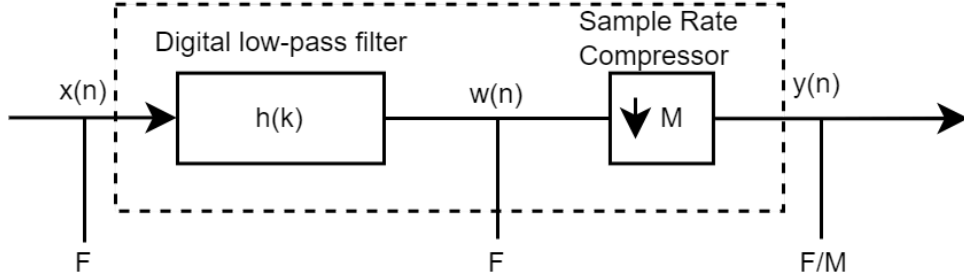 Digital low-pass filter
Sample Rate
Compressor
x(n)
h(k)
w(n)
M
y(n)
F
F
F/M